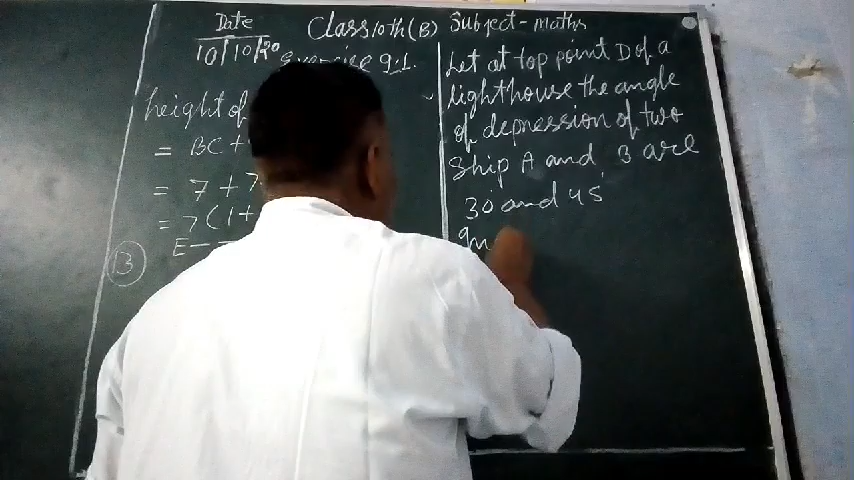 Date
10/10/20
Class 10th (B) Subject - maths
exercise 9.1.
height of
= BC +
= 7 + 7
= 7 (1 +
E
13
Let at top point D of a
lighthouse the angle
of depression of two
Ship A and B are
30° and 45°
In